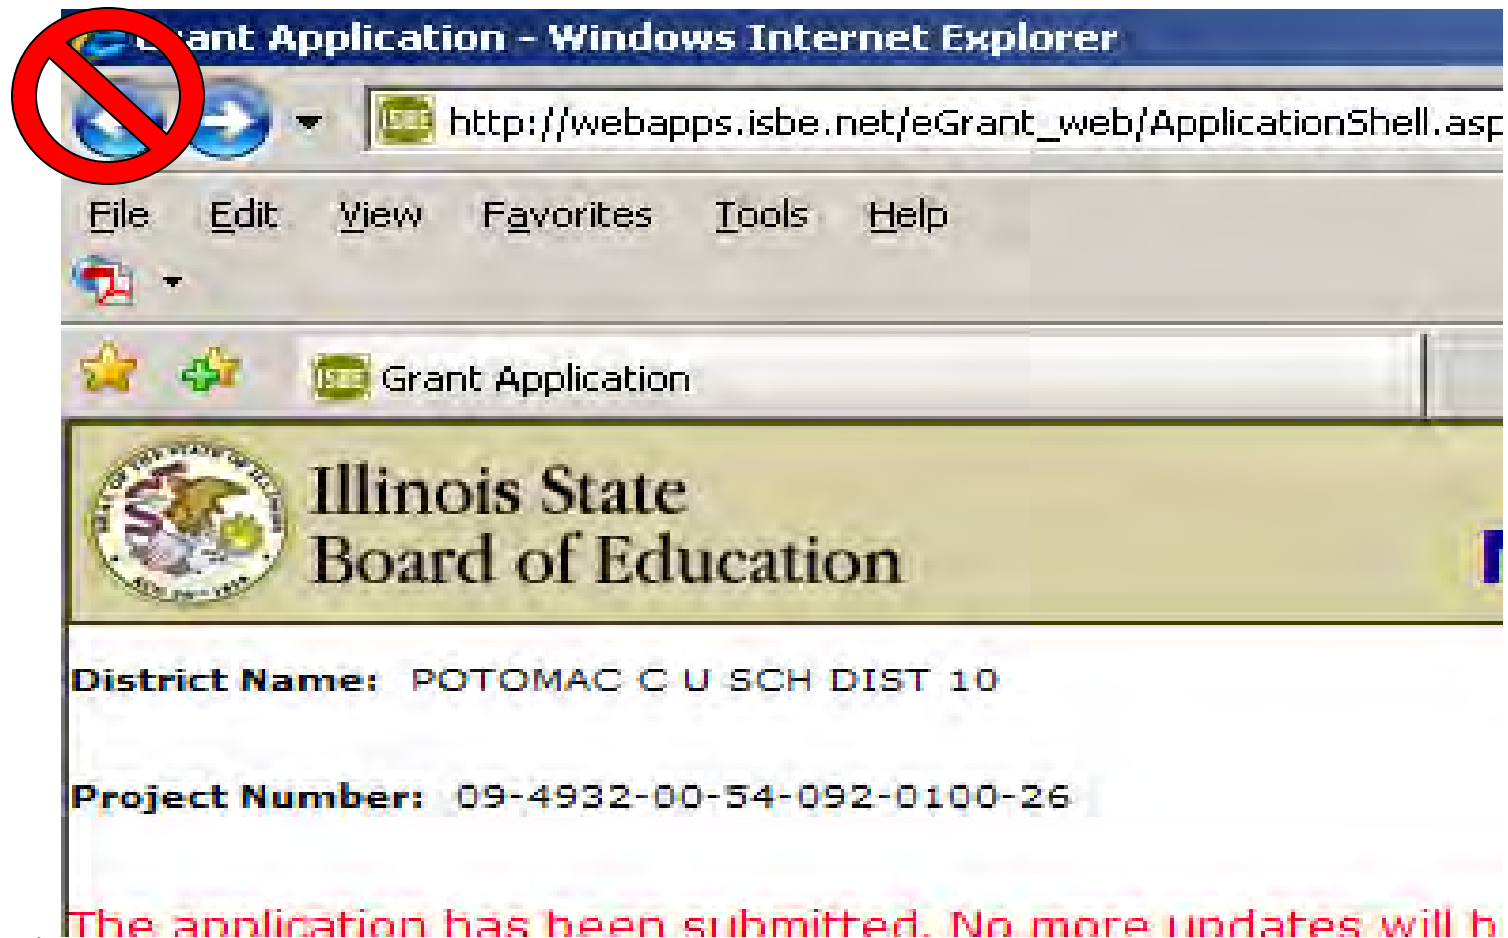 ant Application - Windows Internet Explorer
http://webapps.isbe.net/eGrant_web/ApplicationShell.asp
File Edit View Favorites Tools Help
ISBE Grant Application
Illinois State
Board of Education
District Name: POTOMAC C U SCH DIST 10
Project Number: 09-4932-00-54-092-0100-26
The application has been submitted. No more updates will